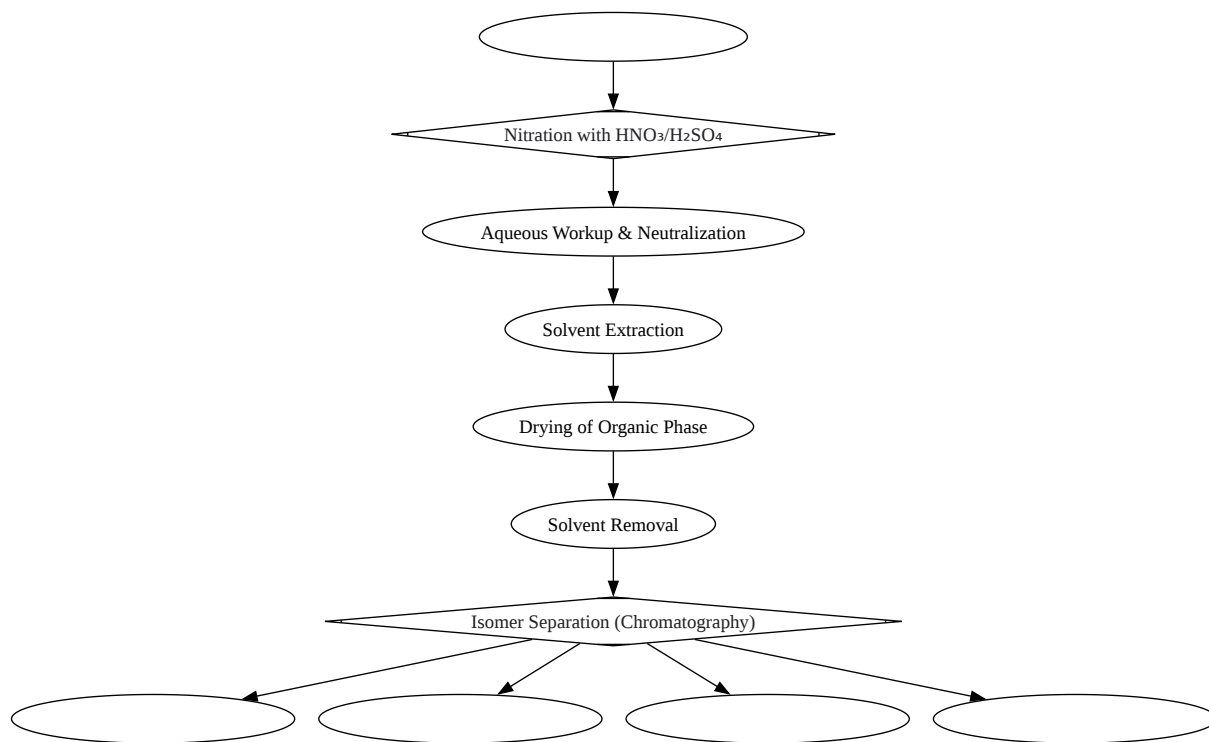 Nitration with HNO₃/H₂SO₄
Aqueous Workup & Neutralization
Solvent Extraction
Drying of Organic Phase
Solvent Removal
Isomer Separation (Chromatography)